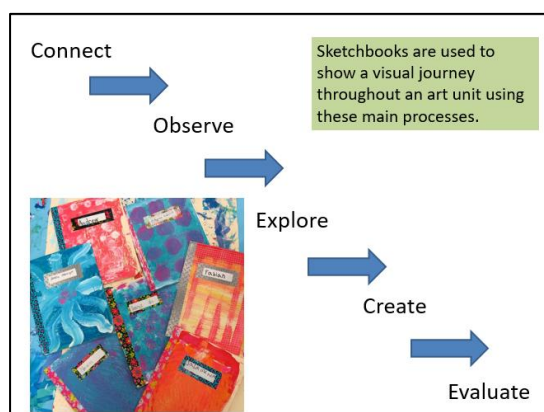 Connect
Sketchbooks are used to
show a visual journey
throughout an art unit using
these main processes.
Observe
Explore
Create
Evaluate